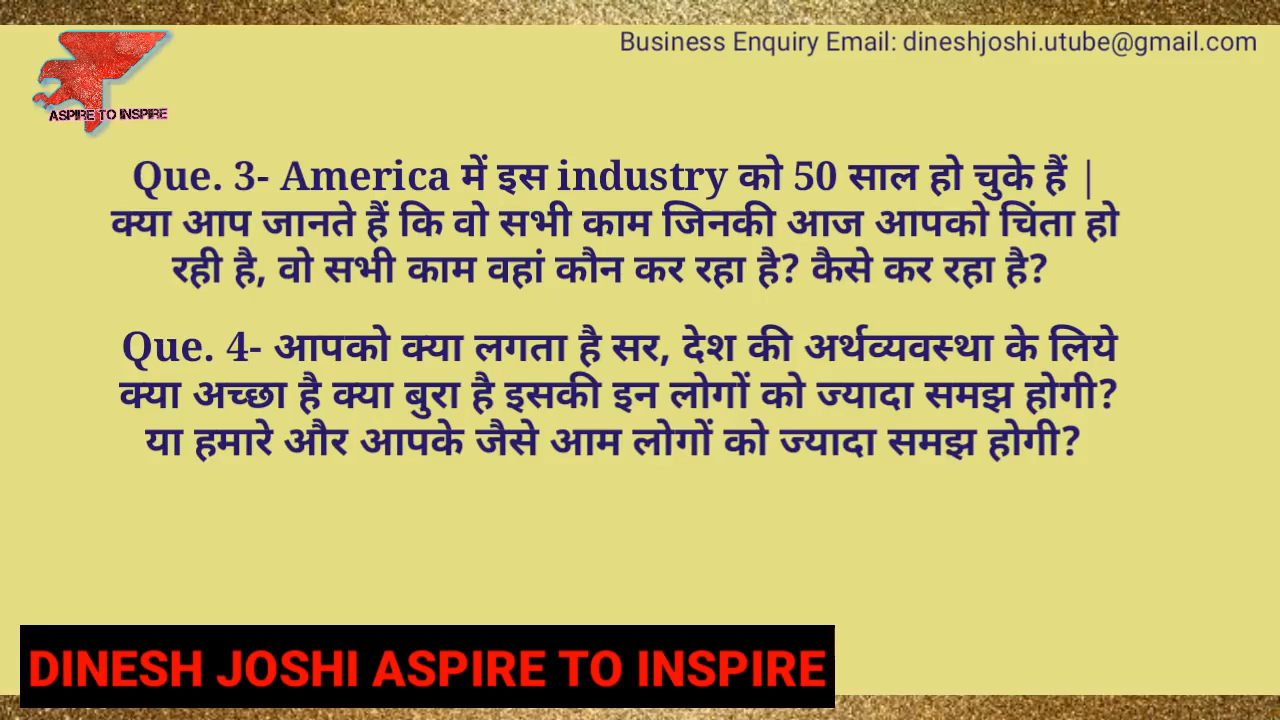 Business Enquiry Email: dineshjoshi.utube@gmail.com
ASPIRE TO INSPIRE
Que. 3- America में इस industry को 50 साल हो चुके हैं |
क्या आप जानते हैं कि वो सभी काम जिनकी आज आपको चिंता हो
रही है, वो सभी काम वहां कौन कर रहा है? कैसे कर रहा है?
Que. 4- आपको क्या लगता है सर, देश की अर्थव्यवस्था के लिये
क्या अच्छा है क्या बुरा है इसकी इन लोगों को ज्यादा समझ होगी?
या हमारे और आपके जैसे आम लोगों को ज्यादा समझ होगी?
DINESH JOSHI ASPIRE TO INSPIRE